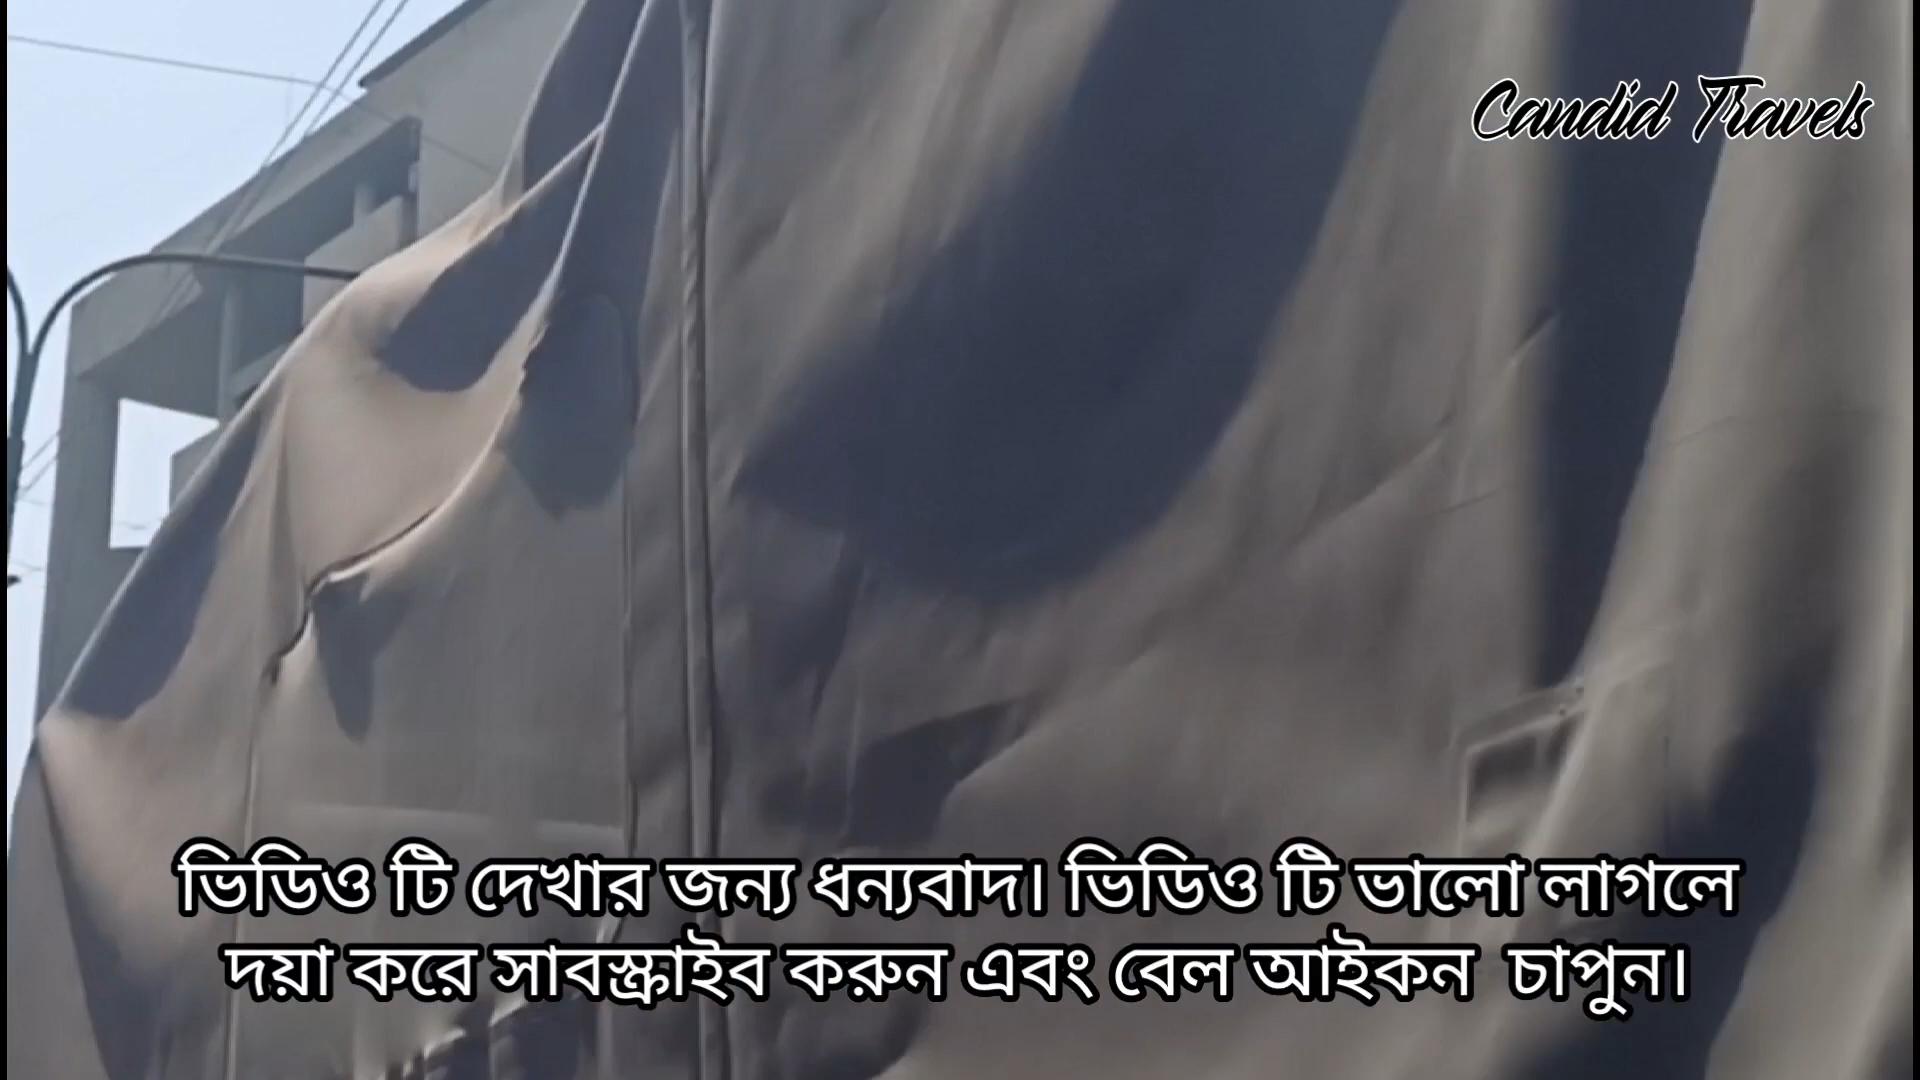 Candid Travels
ভিডিও টি দেখার জন্য ধন্যবাদ। ভিডিও টি ভালো লাগলে
দয়া করে সাবস্ক্রাইব করুন এবং বেল আইকন চাপুন।